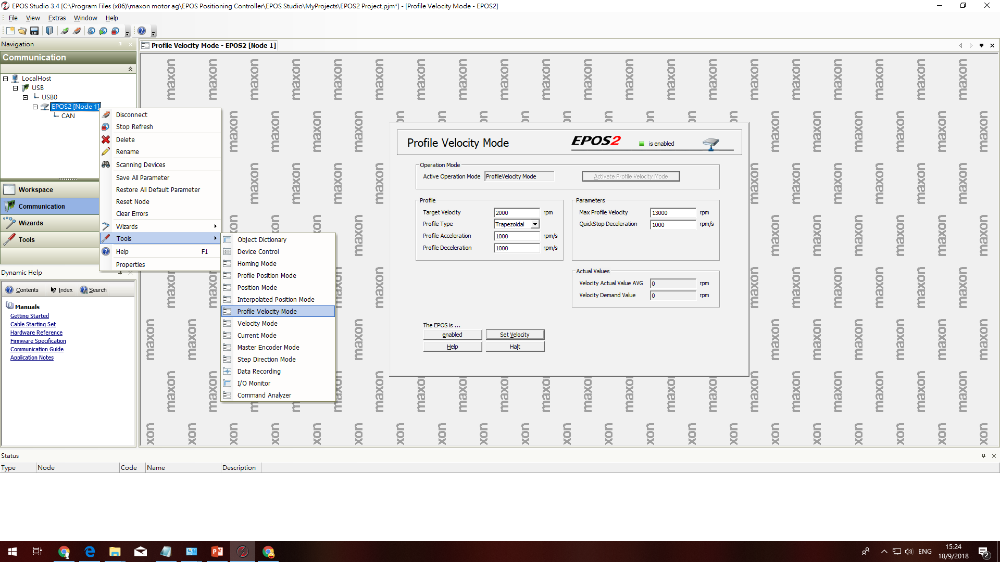 EPOS Studio 3.4 [C:\Program Files (x86)\maxon motor ag\EPOS Positioning Controller\EPOS Studio\MyProjects\EPOS2 Project.pjm*] - [Profile Velocity Mode - EPOS2]
File View Extras Window Help
Navigation
Communication
LocalHost
USB
USB0
EPOS2 [Node 1]
CAN
Workspace
Communication
Wizards
Tools
Disconnect
Stop Refresh
Delete
Rename
Scanning Devices
Save All Parameter
Restore All Default Parameter
Reset Node
Clear Errors
Wizards
Tools
Help F1
Properties
Object Dictionary
Device Control
Homing Mode
Profile Position Mode
Position Mode
Interpolated Position Mode
Profile Velocity Mode
Velocity Mode
Current Mode
Master Encoder Mode
Step Direction Mode
Data Recording
I/O Monitor
Command Analyzer
Dynamic Help
Contents Index Search
Manuals
Getting Started
Cable Starting Set
Hardware Reference
Firmware Specification
Communication Guide
Application Notes
Profile Velocity Mode - EPOS2 [Node 1]
maxon
Profile Velocity Mode
EPOS2 is enabled
Operation Mode
Active Operation Mode ProfileVelocity Mode Activate Profile Velocity Mode
Profile
Target Velocity 2000 rpm
Profile Type Trapezoidal
Profile Acceleration 1000 rpm/s
Profile Deceleration 1000 rpm/s
Parameters
Max Profile Velocity 13000 rpm
QuickStop Deceleration 1000 rpm/s
Actual Values
Velocity Actual Value AVG 0 rpm
Velocity Demand Value 0 rpm
The EPOS is ...
enabled Set Velocity
Help Halt
Status
Type Node Code Name Description
ENG
15:24
18/9/2018
2